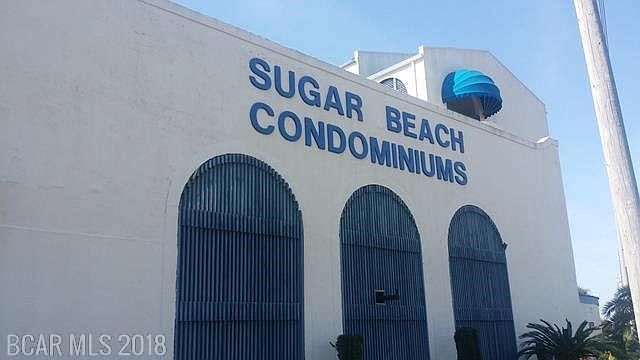 SUGAR BEACH
CONDOMINIUMS
BCAR MLS 2018